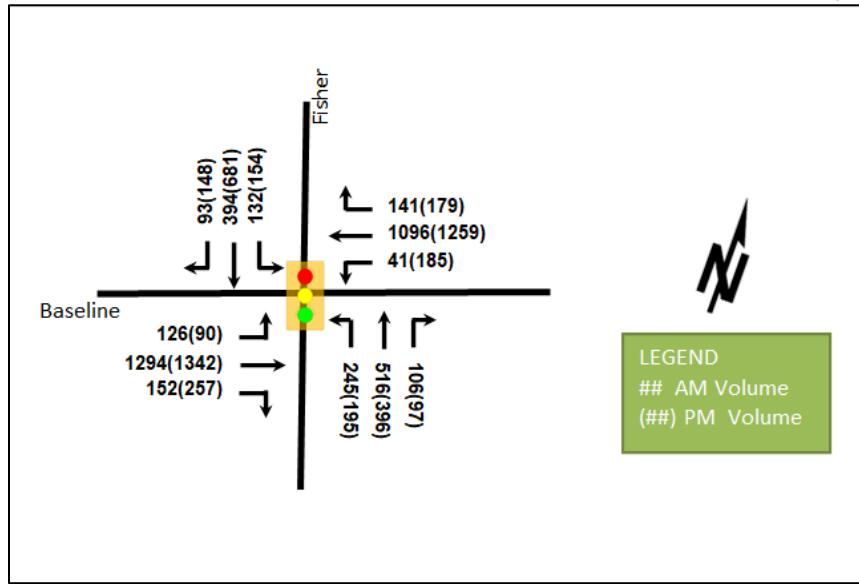 Fisher
93(148)
394(681)
132(154)
141(179)
1096(1259)
41(185)
Baseline
126(90)
1294(1342)
152(257)
245(195)
516(396)
106(97)
N
LEGEND
## AM Volume
(##) PM Volume